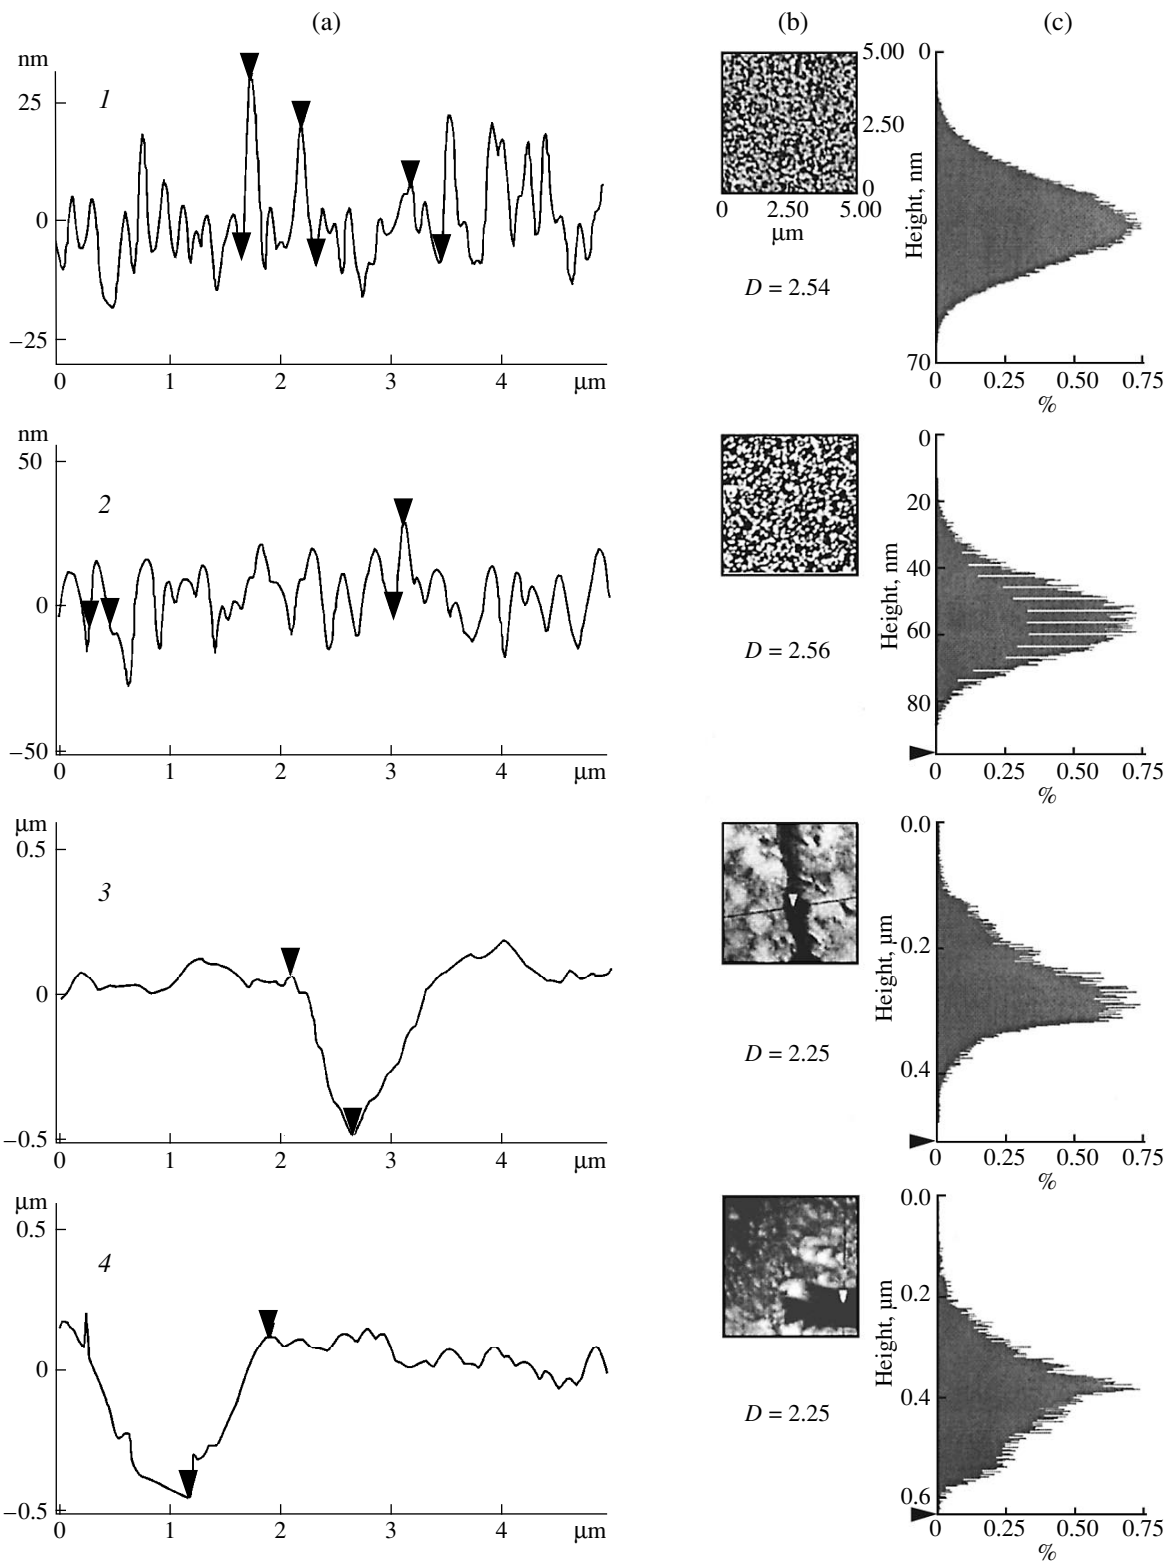 (a) (b) (c)
nm
25
0
−25
1
0 1 2 3 4 μm
5.00
2.50
0
0 2.50 5.00
μm
D = 2.54
0
Height, nm
70
0 0.25 0.50 0.75
%
nm
50
0
−50
2
0 1 2 3 4 μm
D = 2.56
0
20
40
60
80
Height, nm
0 0.25 0.50 0.75
%
μm
0.5
0
−0.5
3
0 1 2 3 4 μm
D = 2.25
0.0
0.2
0.4
Height, μm
0 0.25 0.50 0.75
%
μm
0.5
0
−0.5
4
0 1 2 3 4 μm
D = 2.25
0.0
0.2
0.4
0.6
Height, μm
0 0.25 0.50 0.75
%